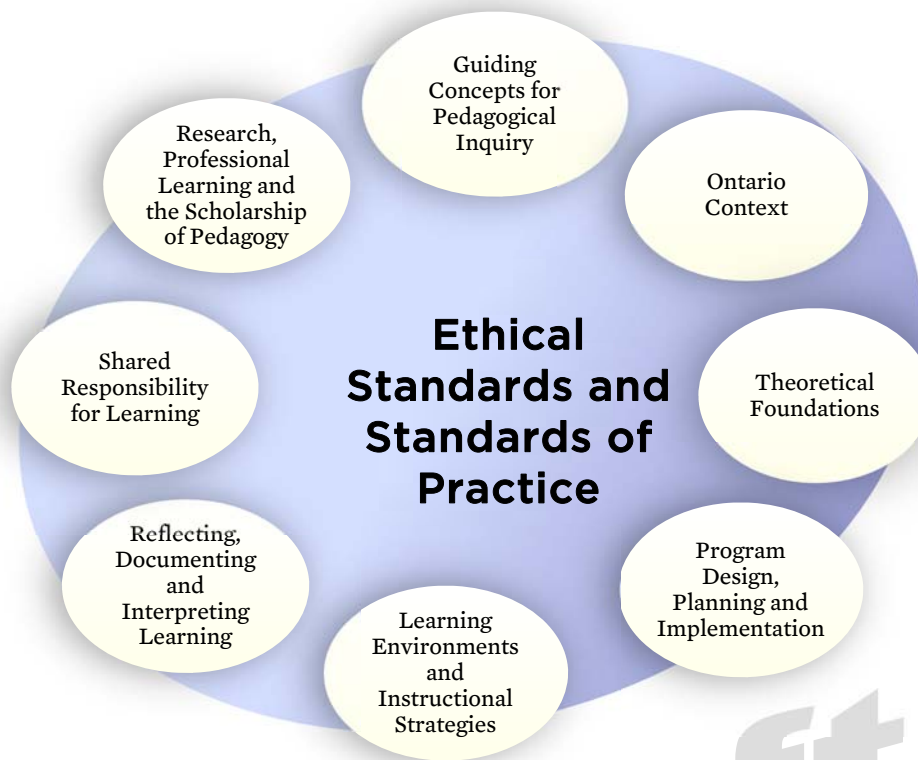 Guiding
Concepts for
Pedagogical
Inquiry
Ontario
Context
Theoretical
Foundations
Program
Design,
Planning and
Implementation
Learning
Environments
and
Instructional
Strategies
Reflecting,
Documenting
and
Interpreting
Learning
Shared
Responsibility
for Learning
Research,
Professional
Learning and
the Scholarship
of Pedagogy
Ethical
Standards and
Standards of
Practice
ft